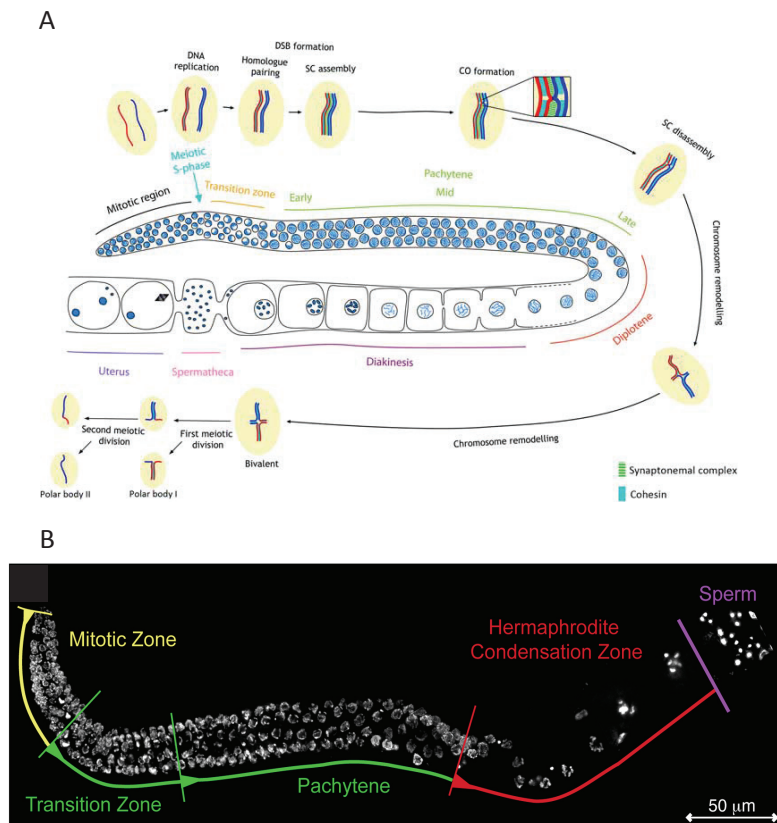 A
DNA
replication
DSB formation
Homologue
pairing
SC assembly
CO formation
SC disassembly
Meiotic
S-phase
Transition zone
Mitotic region
Early
Pachytene
Mid
Late
Chromosome remodelling
Diplotene
Uterus
Spermatheca
Diakinesis
Second meiotic
division
First meiotic
division
Bivalent
Chromosome remodelling
Polar body II
Polar body I
Synaptonemal complex
Cohesin
B
Mitotic Zone
Transition Zone
Pachytene
Hermaphrodite
Condensation Zone
Sperm
50 μm